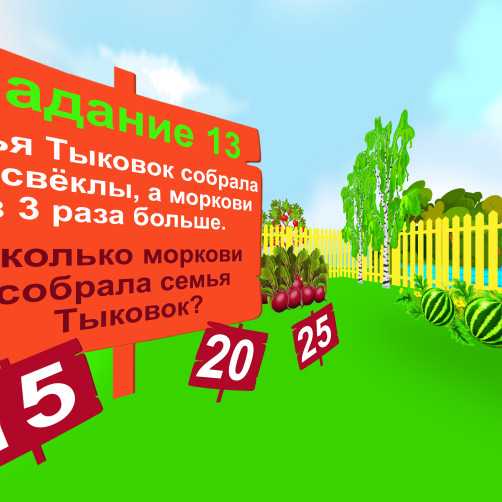 адание 13
ья Тыковок собрала
свёклы, а моркови
в 3 раза больше.
колько моркови
собрала семья
Тыковок?
15
20
25